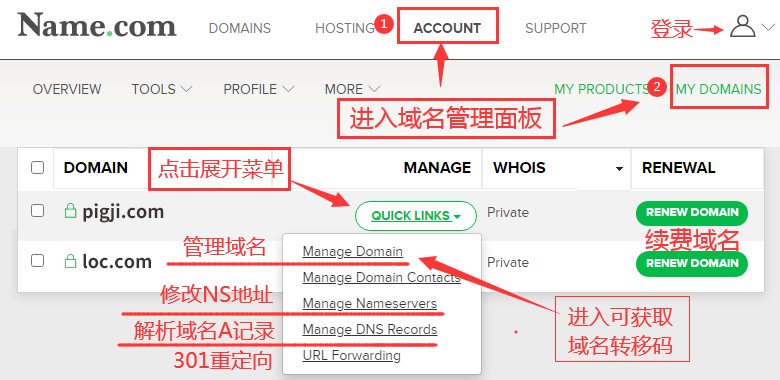 Name.com
DOMAINS HOSTING 1 ACCOUNT SUPPORT 登录
OVERVIEW TOOLS PROFILE MORE MY PRODUCTS 2 MY DOMAINS
进入域名管理面板
DOMAIN 点击展开菜单 MANAGE WHOIS RENEWAL
pigji.com QUICK LINKS Private RENEW DOMAIN
续费域名
管理域名 Manage Domain
loc.com Private RENEW DOMAIN
Manage Domain Contacts
修改NS地址 Manage Nameservers
解析域名A记录 Manage DNS Records
301重定向 URL Forwarding
进入可获取
域名转移码